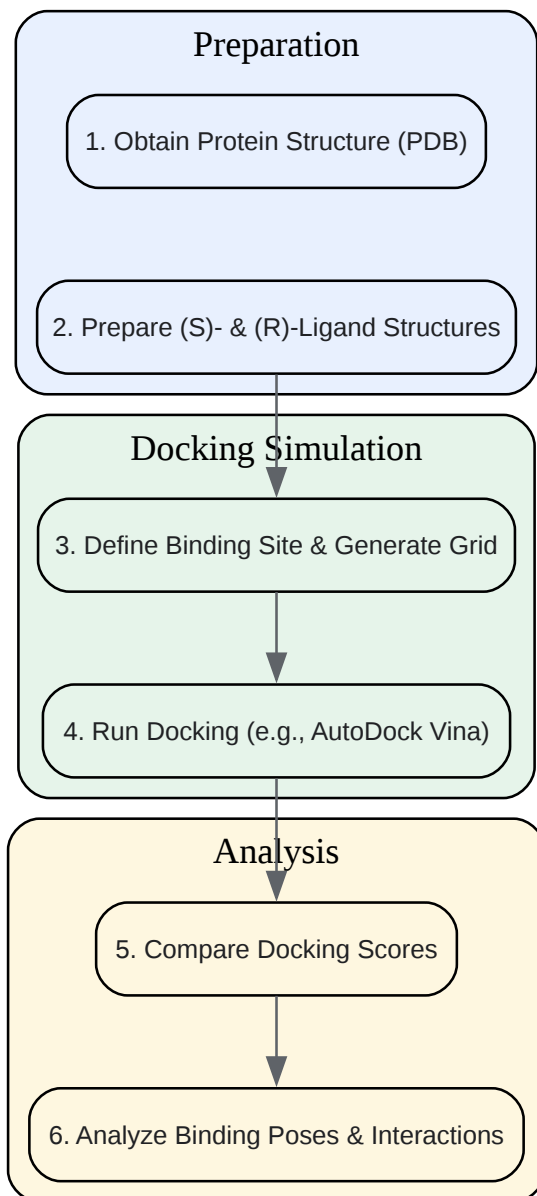 Preparation
1. Obtain Protein Structure (PDB)
2. Prepare (S)- & (R)-Ligand Structures
Docking Simulation
3. Define Binding Site & Generate Grid
4. Run Docking (e.g., AutoDock Vina)
Analysis
5. Compare Docking Scores
6. Analyze Binding Poses & Interactions